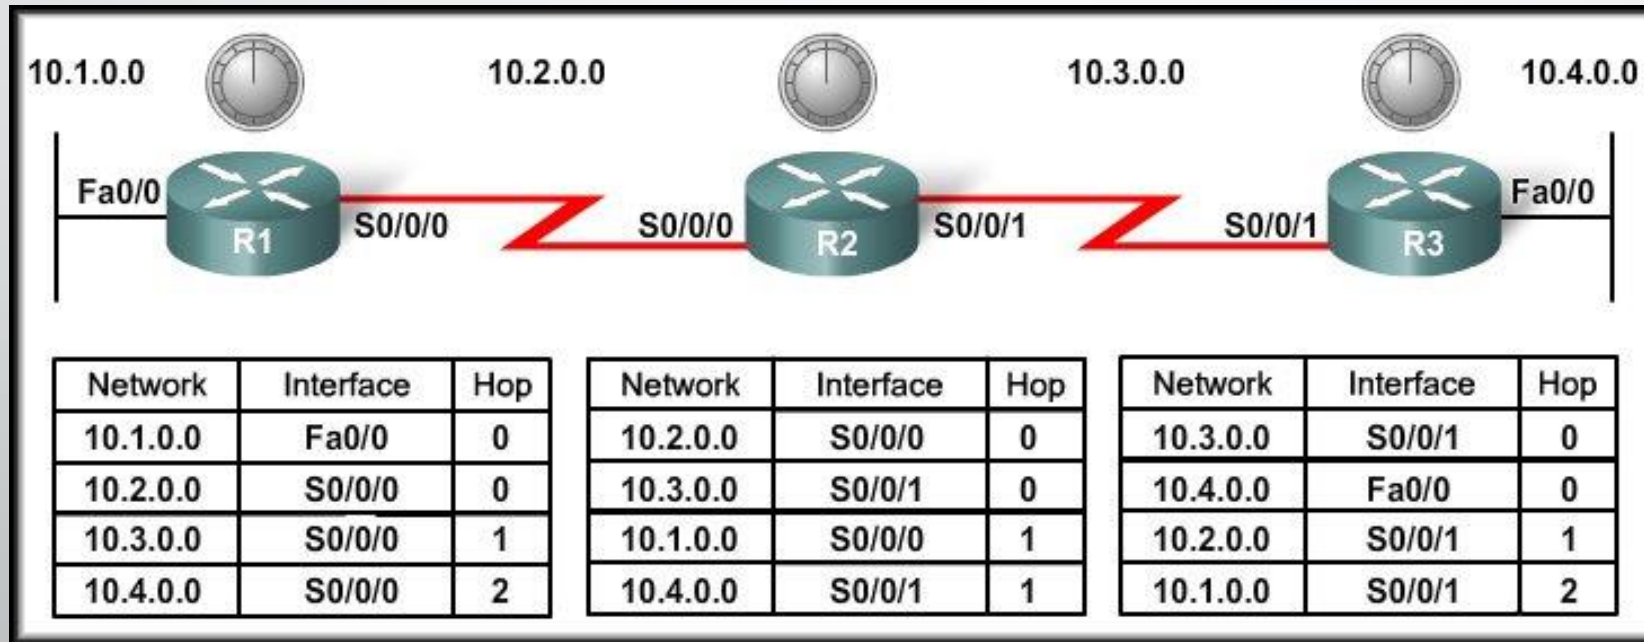 10.1.0.0 10.2.0.0 10.3.0.0 10.4.0.0
Fa0/0 Fa0/0
S0/0/0 S0/0/0 S0/0/1 S0/0/1
R1 R2 R3
Network Interface Hop
10.1.0.0 Fa0/0 0
10.2.0.0 S0/0/0 0
10.3.0.0 S0/0/0 1
10.4.0.0 S0/0/0 2
Network Interface Hop
10.2.0.0 S0/0/0 0
10.3.0.0 S0/0/1 0
10.1.0.0 S0/0/0 1
10.4.0.0 S0/0/1 1
Network Interface Hop
10.3.0.0 S0/0/1 0
10.4.0.0 Fa0/0 0
10.2.0.0 S0/0/1 1
10.1.0.0 S0/0/1 2